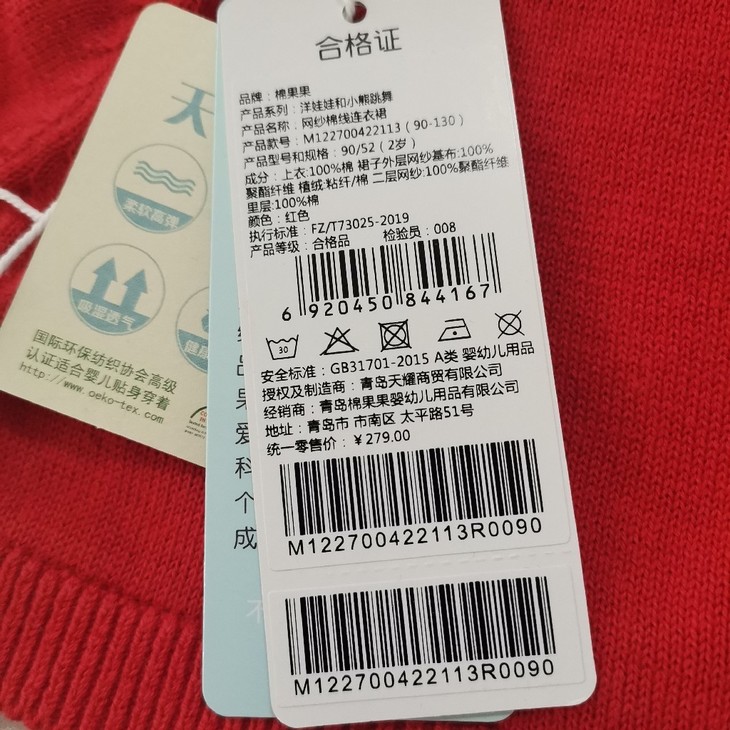 合格证
品牌：棉果果
产品系列：洋娃娃和小熊跳舞
产品名称：网纱棉线连衣裙
产品款号：M122700422113（90-130）
产品型号和规格：90/52（2岁）
成分：上衣:100%棉 裙子外层网纱基布:100%
聚酯纤维 植绒:粘纤/棉 二层网纱:100%聚酯纤维
里层:100%棉
颜色：红色
执行标准：FZ/T73025-2019
产品等级：合格品 检验员：008
6 920450 844167
30
安全标准：GB31701-2015 A类 婴幼儿用品
授权及制造商：青岛天耀商贸有限公司
经销商：青岛棉果果婴幼儿用品有限公司
地址：青岛市 市南区 太平路51号
统一零售价：￥279.00
M122700422113R0090
M122700422113R0090
天
柔软高弹
吸湿透气
国际环保纺织协会高级
认证适合婴儿贴身穿着
http://www.oeko-tex.com
爱
科
个
成